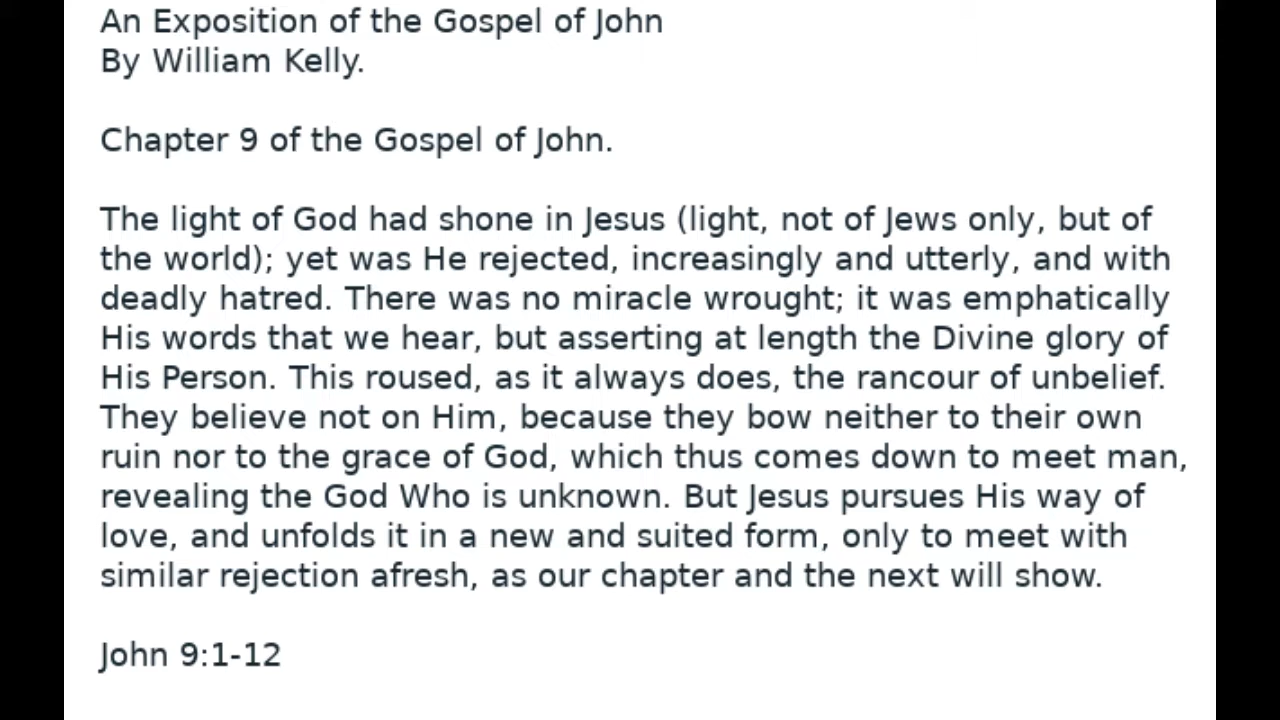 An Exposition of the Gospel of John
By William Kelly.
Chapter 9 of the Gospel of John.
The light of God had shone in Jesus (light, not of Jews only, but of
the world); yet was He rejected, increasingly and utterly, and with
deadly hatred. There was no miracle wrought; it was emphatically
His words that we hear, but asserting at length the Divine glory of
His Person. This roused, as it always does, the rancour of unbelief.
They believe not on Him, because they bow neither to their own
ruin nor to the grace of God, which thus comes down to meet man,
revealing the God Who is unknown. But Jesus pursues His way of
love, and unfolds it in a new and suited form, only to meet with
similar rejection afresh, as our chapter and the next will show.
John 9:1-12